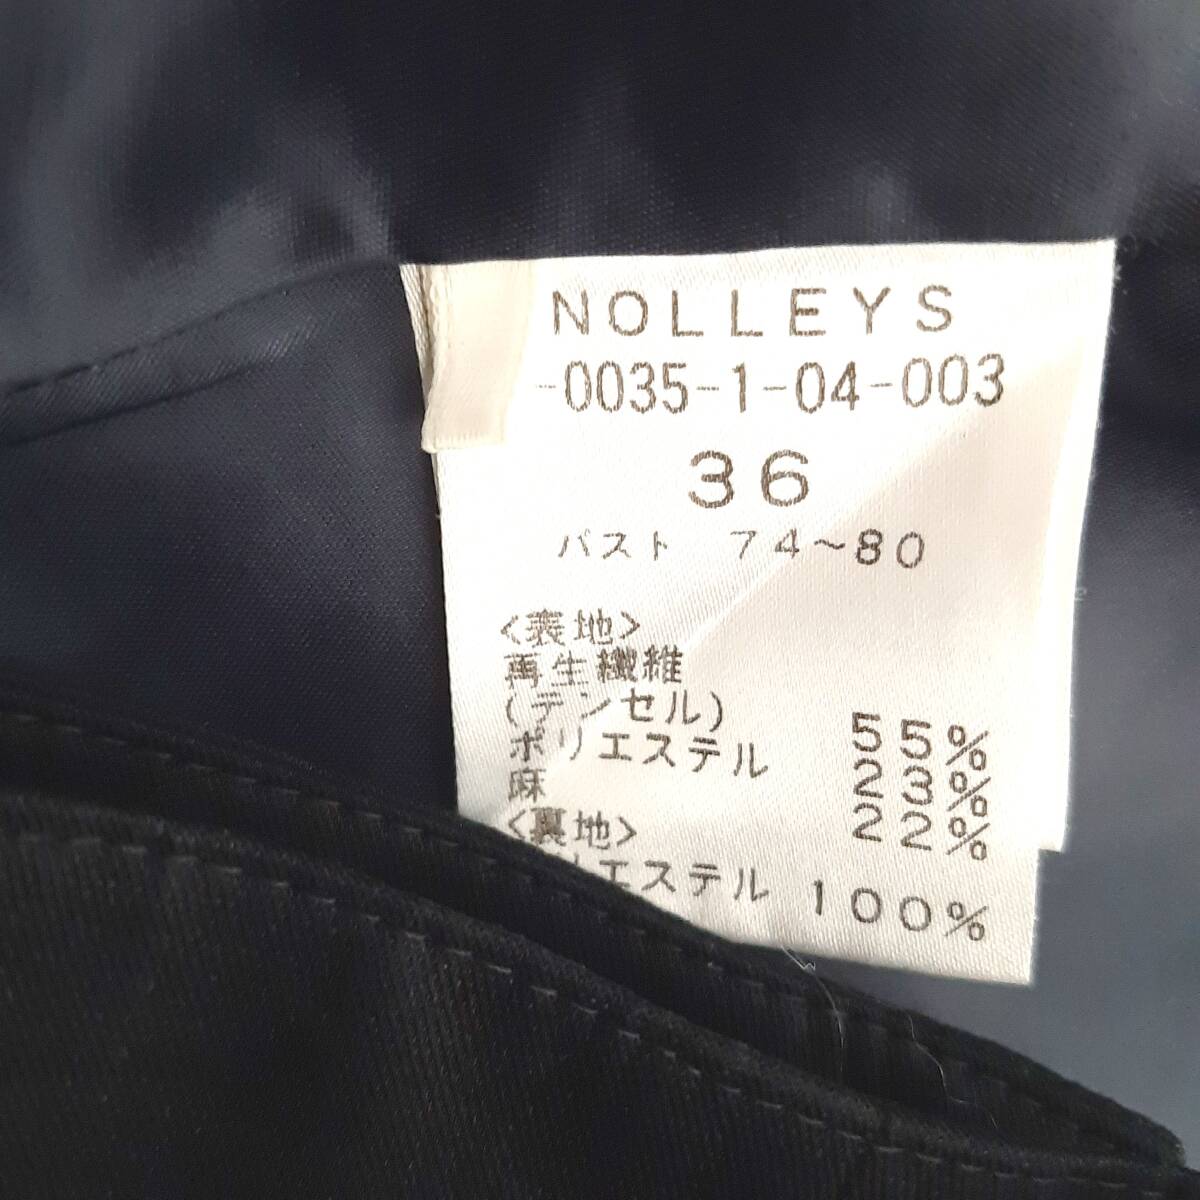 NOLLEYS
-0035-1-04-003
36
バスト 74~80
<表地>
再生繊維
(テンセル) 55%
ポリエステル 23%
麻 22%
<裏地>
ポリエステル 100%